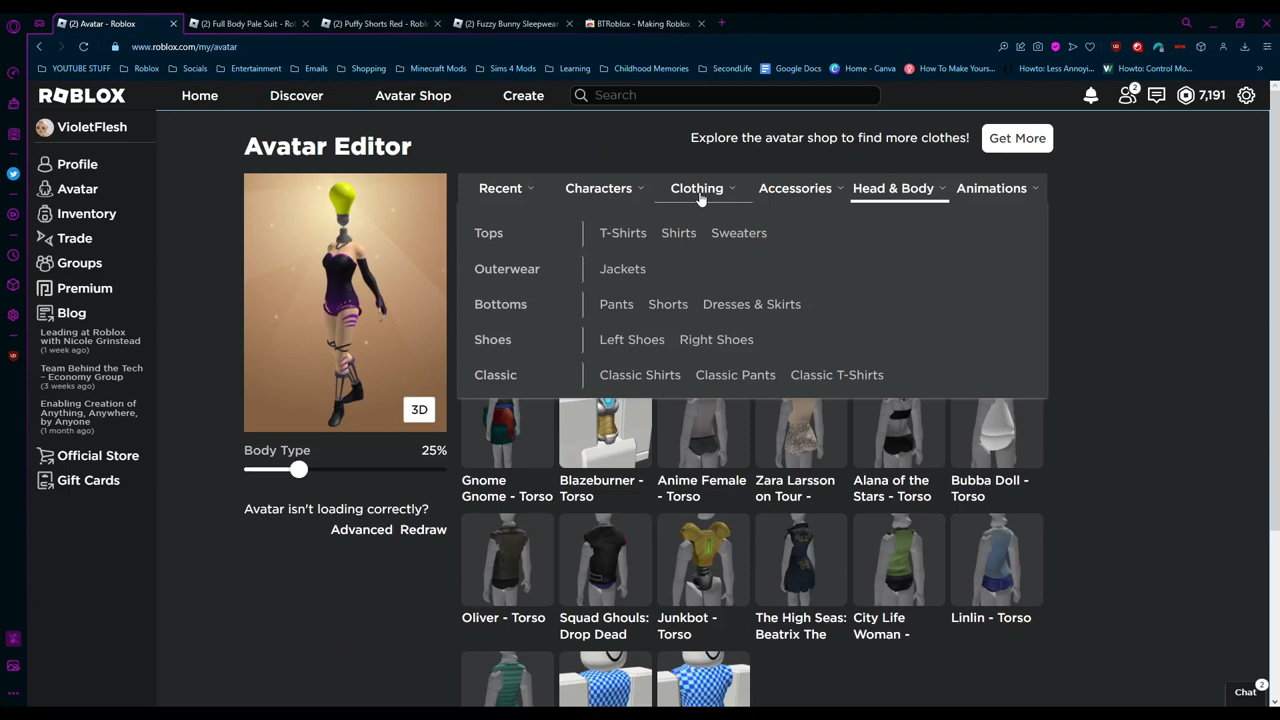 (2) Avatar - Roblox
(2) Full Body Pale Suit - Rob
(2) Puffy Shorts Red - Roblox
(2) Fuzzy Bunny Sleepwear
BTRoblox - Making Roblox
www.roblox.com/my/avatar
YOUTUBE STUFF
Roblox
Socials
Entertainment
Emails
Shopping
Minecraft Mods
Sims 4 Mods
Learning
Childhood Memories
SecondLife
Google Docs
Home - Canva
How To Make Yours...
Howto: Less Annoyi...
Howto: Control Mo...
ROBLOX
Home
Discover
Avatar Shop
Create
Search
2
7,191
VioletFlesh
Profile
Avatar
Inventory
Trade
Groups
Premium
Blog
Leading at Roblox
with Nicole Grinstead
(1 week ago)
Team Behind the Tech
– Economy Group
(3 weeks ago)
Enabling Creation of
Anything, Anywhere,
by Anyone
(1 month ago)
Official Store
Gift Cards
Avatar Editor
Explore the avatar shop to find more clothes!
Get More
3D
Body Type
25%
Avatar isn't loading correctly?
Advanced
Redraw
Recent
Characters
Clothing
Accessories
Head & Body
Animations
Tops
T-Shirts
Shirts
Sweaters
Outerwear
Jackets
Bottoms
Pants
Shorts
Dresses & Skirts
Shoes
Left Shoes
Right Shoes
Classic
Classic Shirts
Classic Pants
Classic T-Shirts
Gnome
Gnome - Torso
Blazeburner -
Torso
Anime Female -
Torso
Zara Larsson
on Tour -
Alana of the
Stars - Torso
Bubba Doll -
Torso
Oliver - Torso
Squad Ghouls:
Drop Dead
Junkbot -
Torso
The High Seas:
Beatrix The
City Life
Woman -
Linlin - Torso
Chat
2